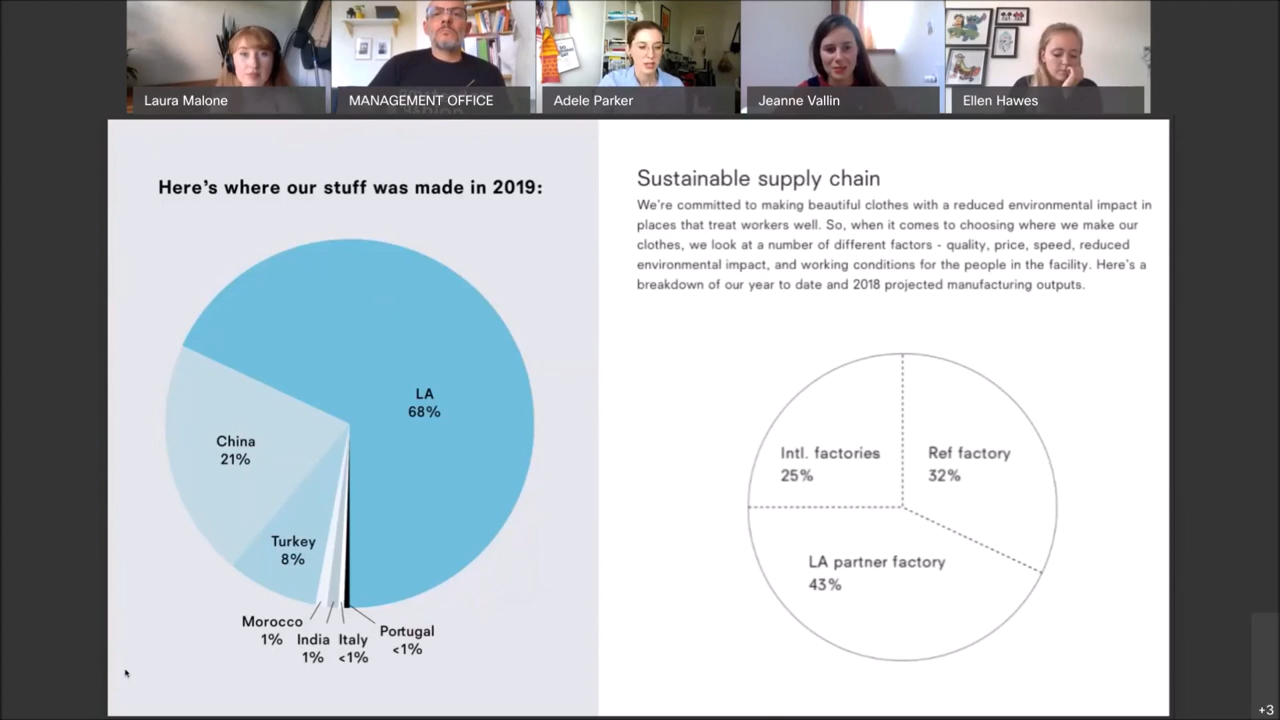 Laura Malone
MANAGEMENT OFFICE
Adele Parker
Jeanne Vallin
Ellen Hawes
Here's where our stuff was made in 2019:
LA
68%
China
21%
Turkey
8%
Morocco
1%
India
1%
Italy
<1%
Portugal
<1%
Sustainable supply chain
We're committed to making beautiful clothes with a reduced environmental impact in
places that treat workers well. So, when it comes to choosing where we make our
clothes, we look at a number of different factors - quality, price, speed, reduced
environmental impact, and working conditions for the people in the facility. Here's a
breakdown of our year to date and 2018 projected manufacturing outputs.
Intl. factories
25%
Ref factory
32%
LA partner factory
43%
+3